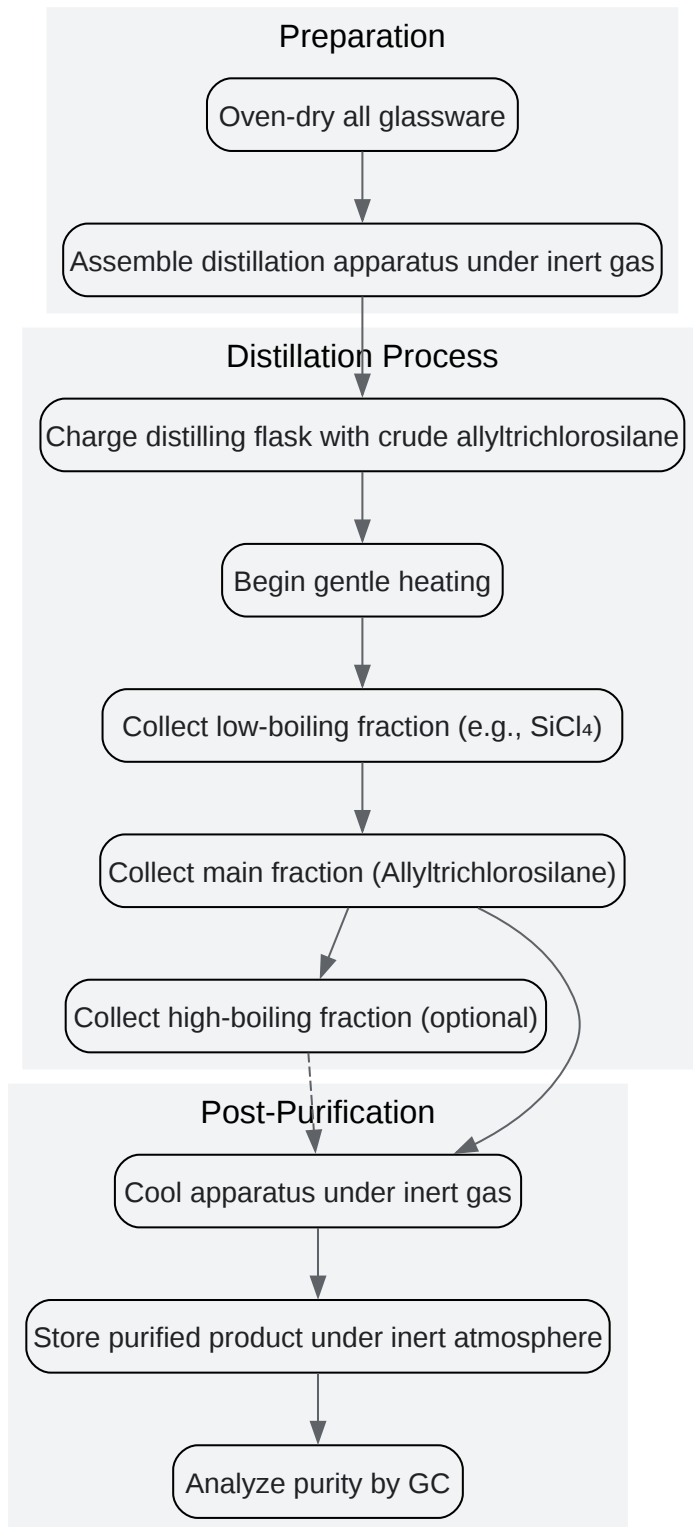 Preparation
Oven-dry all glassware
Assemble distillation apparatus under inert gas
Distillation Process
Charge distilling flask with crude allyltrichlorosilane
Begin gentle heating
Collect low-boiling fraction (e.g., SiCl₄)
Collect main fraction (Allyltrichlorosilane)
Collect high-boiling fraction (optional)
Post-Purification
Cool apparatus under inert gas
Store purified product under inert atmosphere
Analyze purity by GC